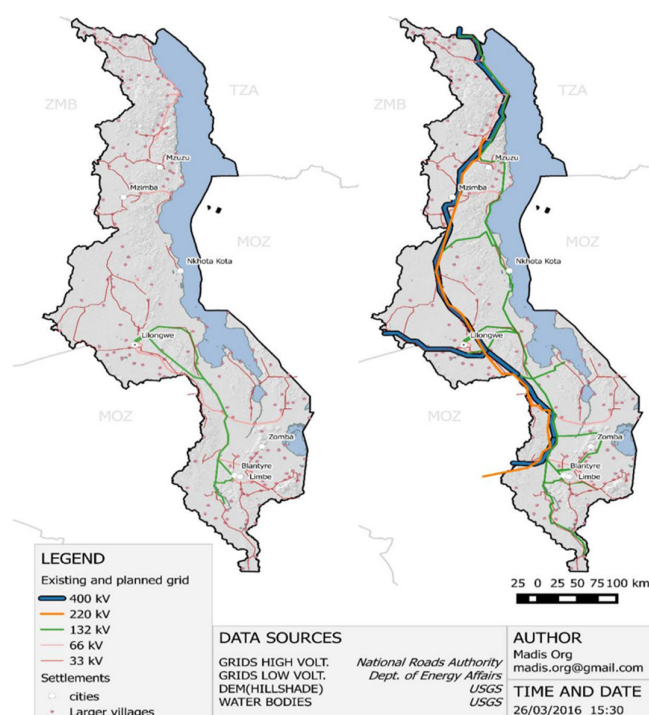 ZMB
TZA
Mzuzu
Mzimba
MOZ
Nkhota Kota
Lilongwe
MOZ
Zomba
Blantyre
Limbe
ZMB
TZA
Mzuzu
Mzimba
MOZ
Nkhota Kota
Lilongwe
MOZ
Zomba
Blantyre
Limbe
25 0 25 50 75 100 km
LEGEND
Existing and planned grid
400 kV
220 kV
132 kV
66 kV
33 kV
Settlements
cities
Larger villages
DATA SOURCES
GRIDS HIGH VOLT. National Roads Authority
GRIDS LOW VOLT. Dept. of Energy Affairs
DEM(HILLSHADE) USGS
WATER BODIES USGS
AUTHOR
Madis Org
madis.org@gmail.com
TIME AND DATE
26/03/2016 15:30